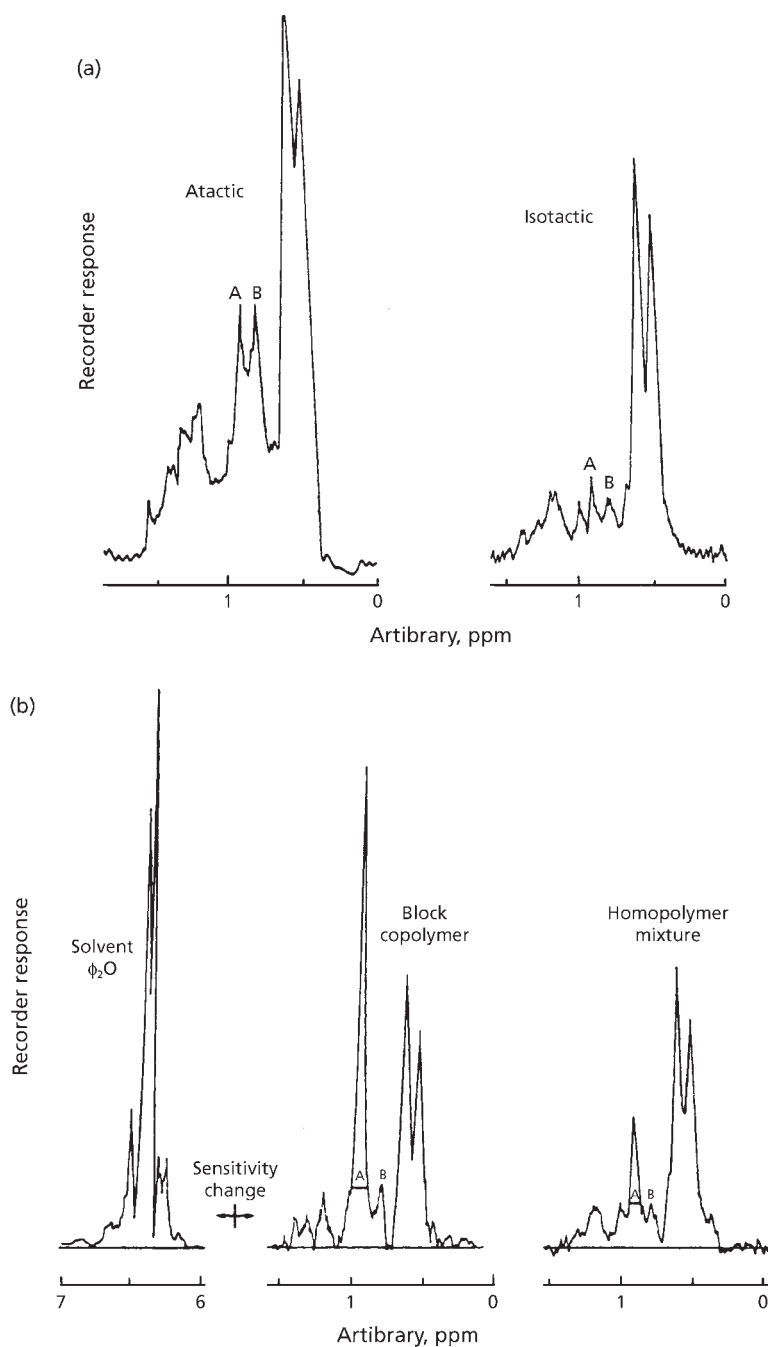 (a)
Atactic
Isotactic
Recorder response
A B
A
B
1 0
1 0
Artibrary, ppm
(b)
Block
copolymer
Homopolymer
mixture
Solvent
ϕ₂O
Recorder response
Sensitivity
change
A B
A B
7 6
1 0
1 0
Artibrary, ppm